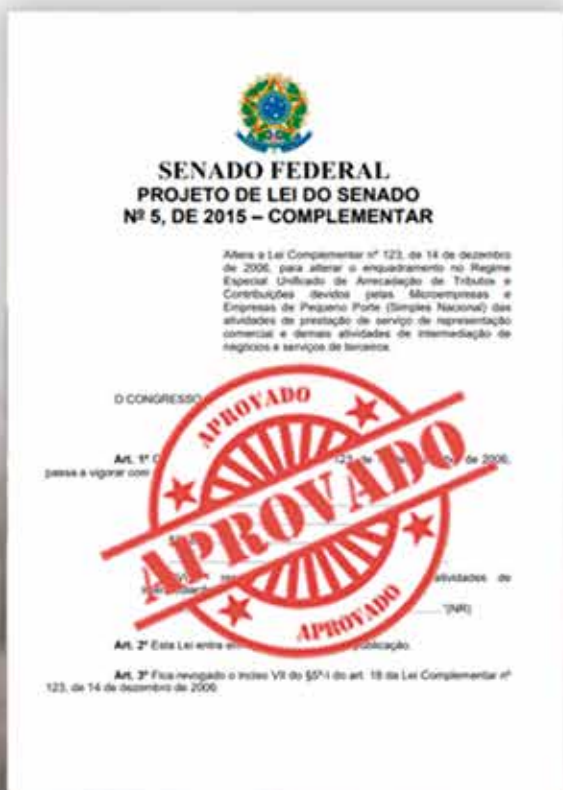 SENADO FEDERAL
PROJETO DE LEI DO SENADO
Nº 5, DE 2015 – COMPLEMENTAR
Altera a Lei Complementar nº 123, de 14 de dezembro
de 2006, para alterar o enquadramento no Regime
Especial Unificado de Arrecadação de Tributos e
Contribuições devidos pelas Microempresas e
Empresas de Pequeno Porte (Simples Nacional) das
atividades de prestação de serviço de representação
comercial e demais atividades de intermediação de
negócios e serviços de terceiros.
O CONGRESSO
APROVADO
Art. 1º
123, de
de 2006,
passa a vigorar com
APROVADO
atividades de
"(NR)
APROVADO
Art. 2º Esta Lei entra
publicação.
Art. 3º Fica revogado o inciso VII do §5º-I do art. 18 da Lei Complementar nº
123, de 14 de dezembro de 2006.